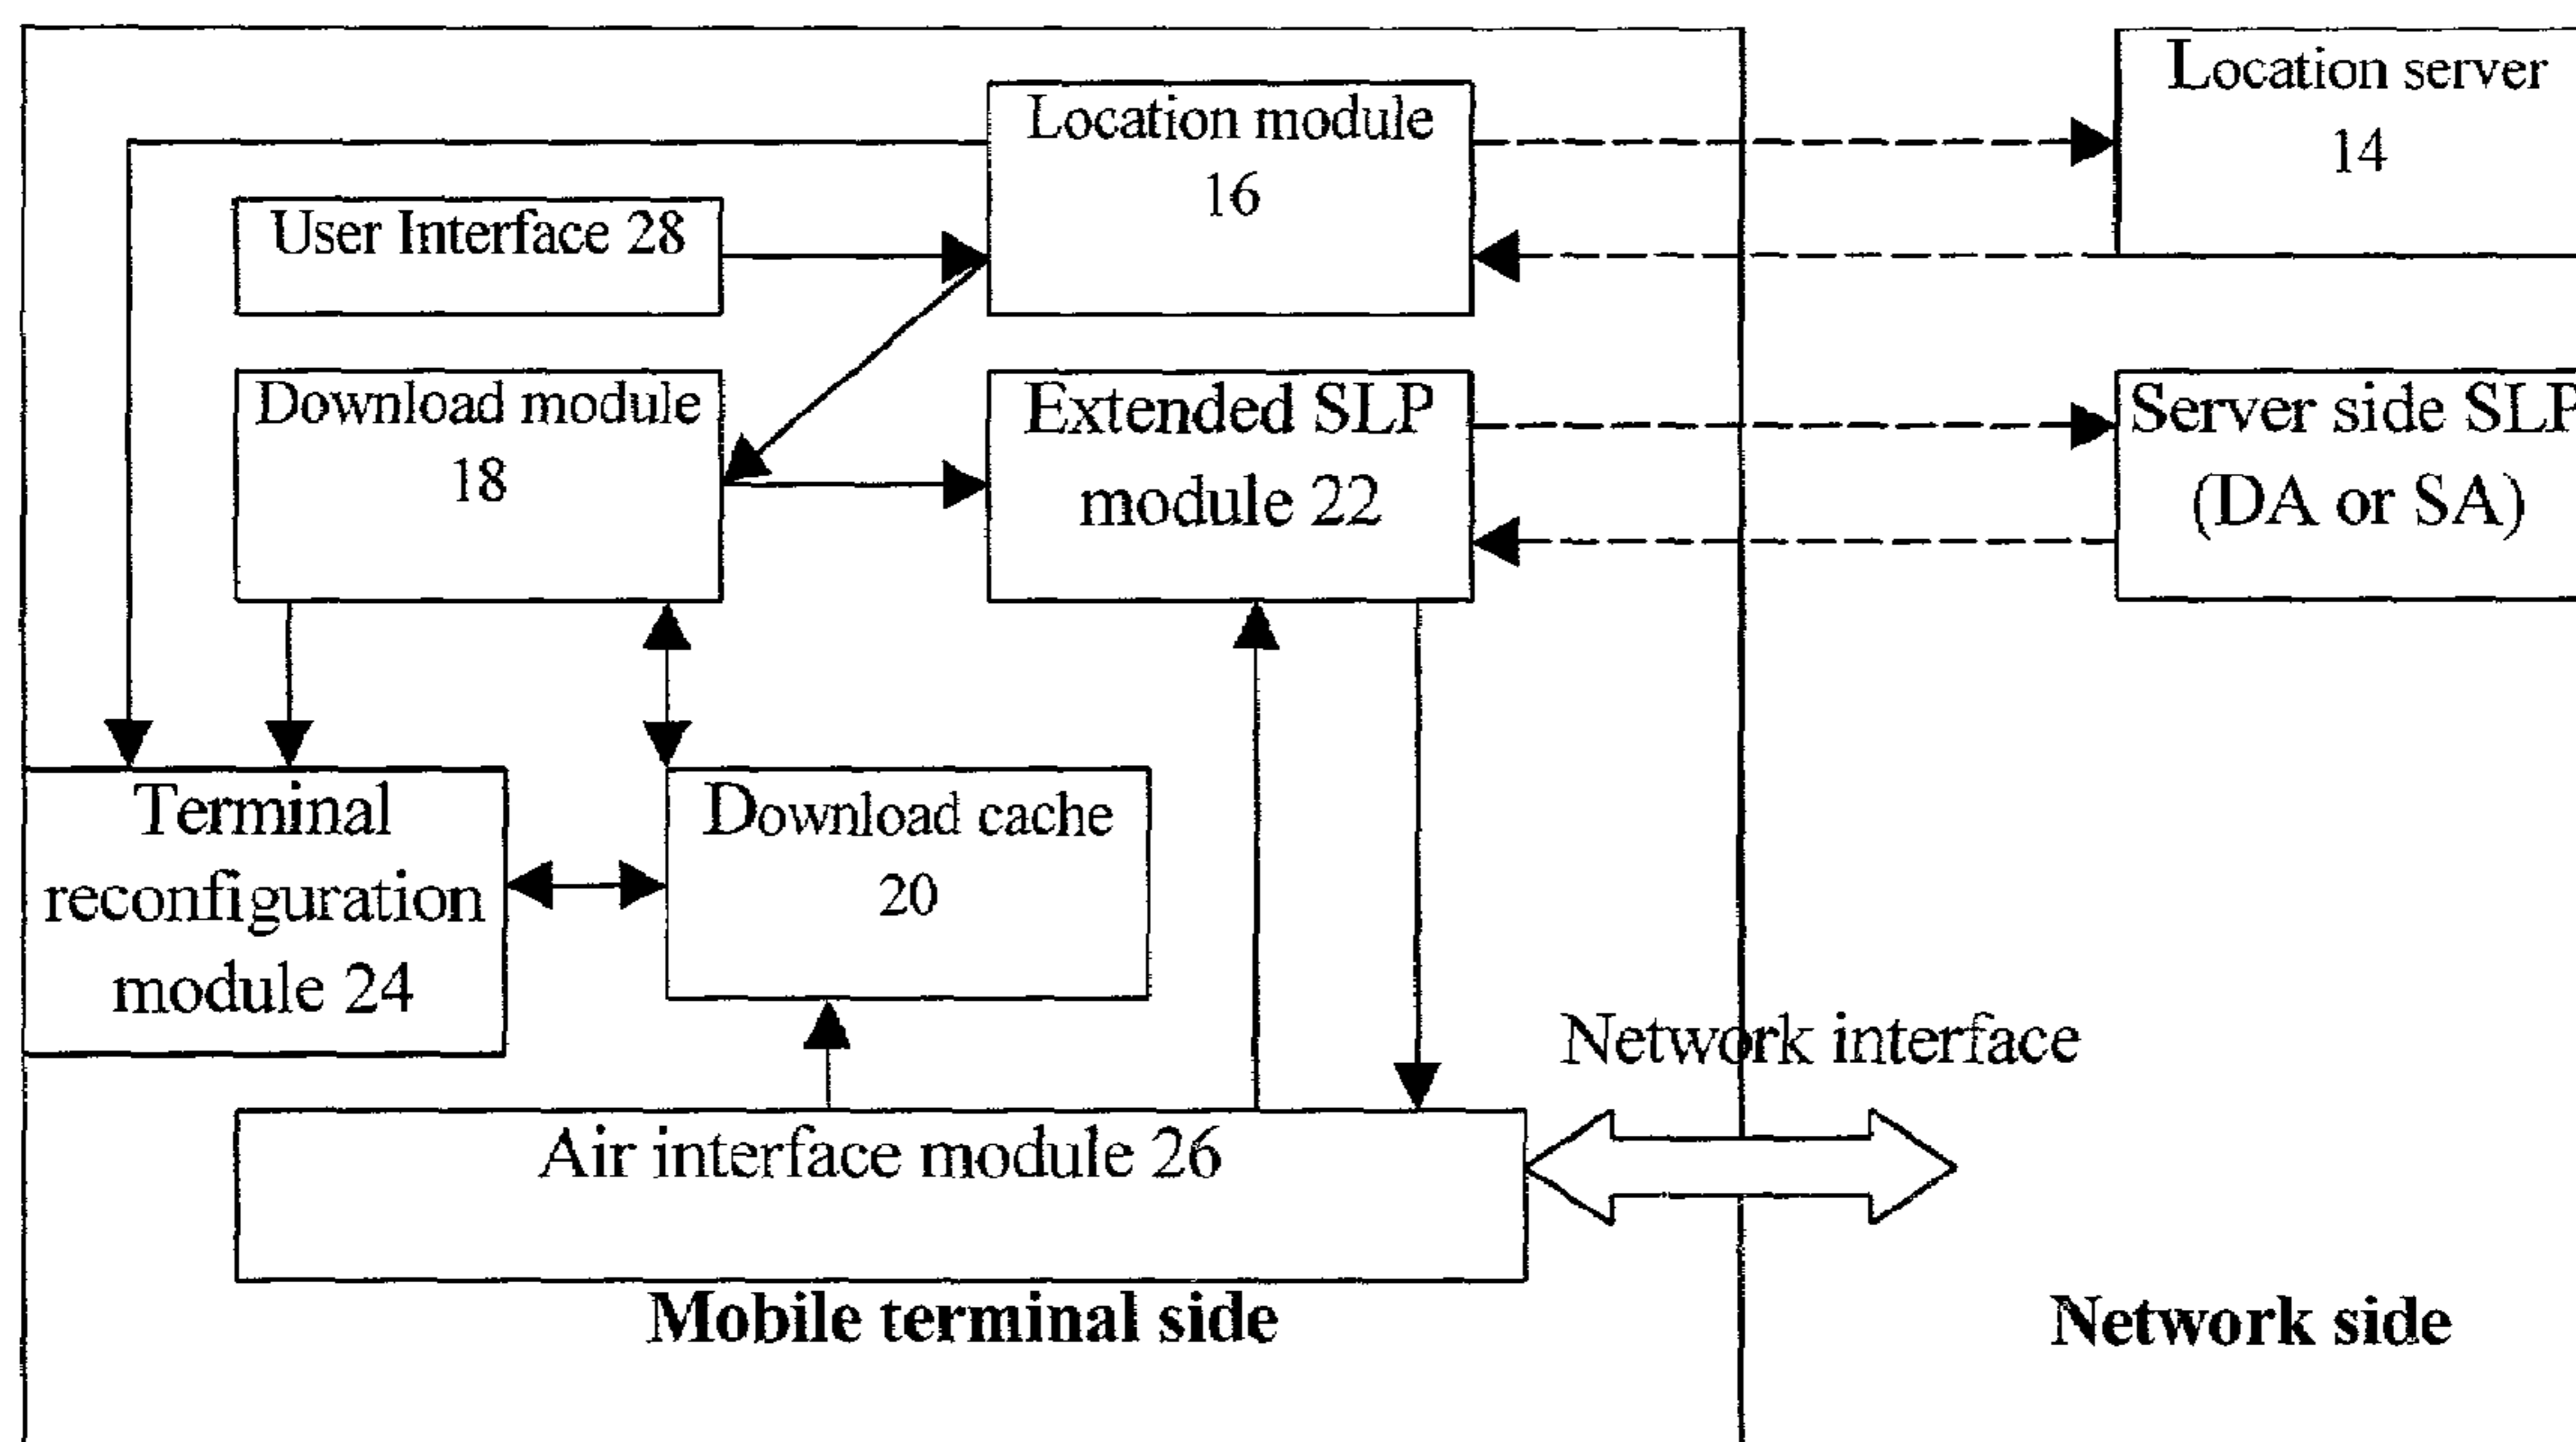 Location module
16
Location server
14
User Interface 28
Download module
18
Extended SLP
module 22
Server side SLP
(DA or SA)
Terminal
reconfiguration
module 24
Download cache
20
Network interface
Air interface module 26
Mobile terminal side
Network side